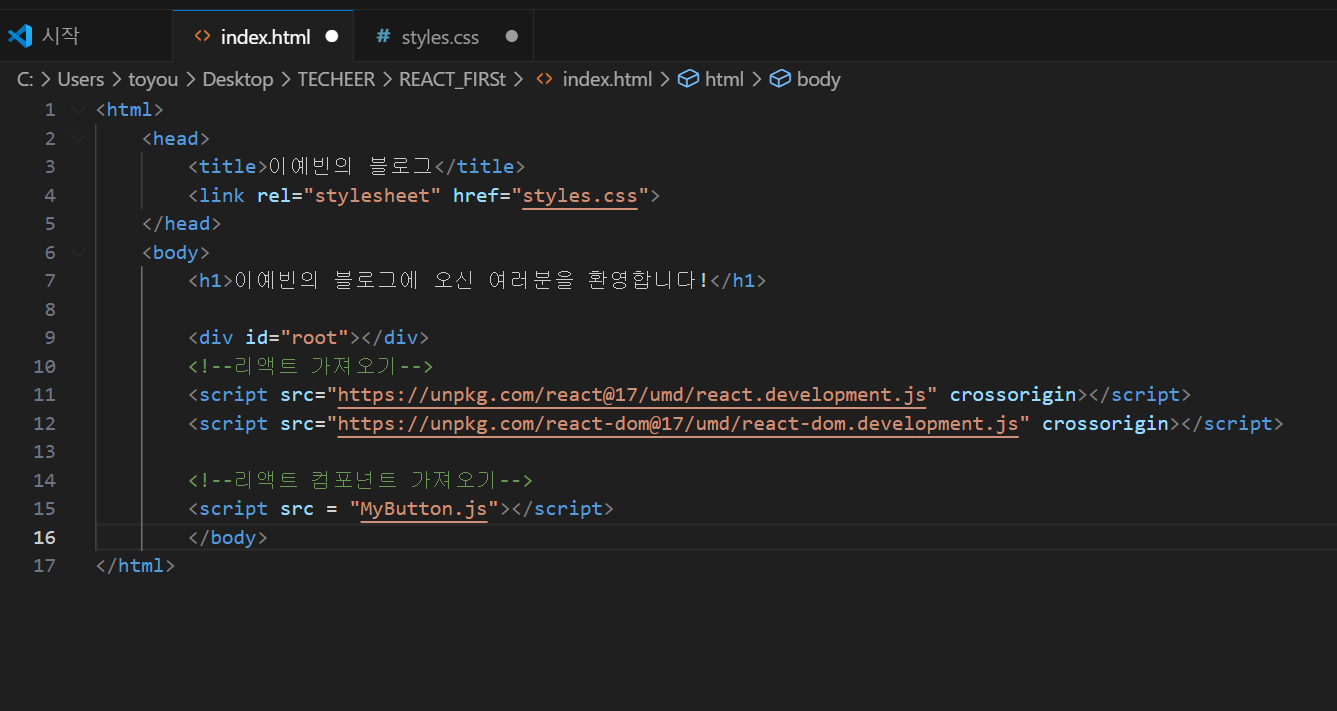 시작 index.html styles.css
C: > Users > toyou > Desktop > TECHEER > REACT_FIRSt > index.html > html > body
1 <html>
2 <head>
3 <title>이예빈의 블로그</title>
4 <link rel="stylesheet" href="styles.css">
5 </head>
6 <body>
7 <h1>이예빈의 블로그에 오신 여러분을 환영합니다!</h1>
8
9 <div id="root"></div>
10 <!--리액트 가져오기-->
11 <script src="https://unpkg.com/react@17/umd/react.development.js" crossorigin></script>
12 <script src="https://unpkg.com/react-dom@17/umd/react-dom.development.js" crossorigin></script>
13
14 <!--리액트 컴포넌트 가져오기-->
15 <script src = "MyButton.js"></script>
16 </body>
17 </html>